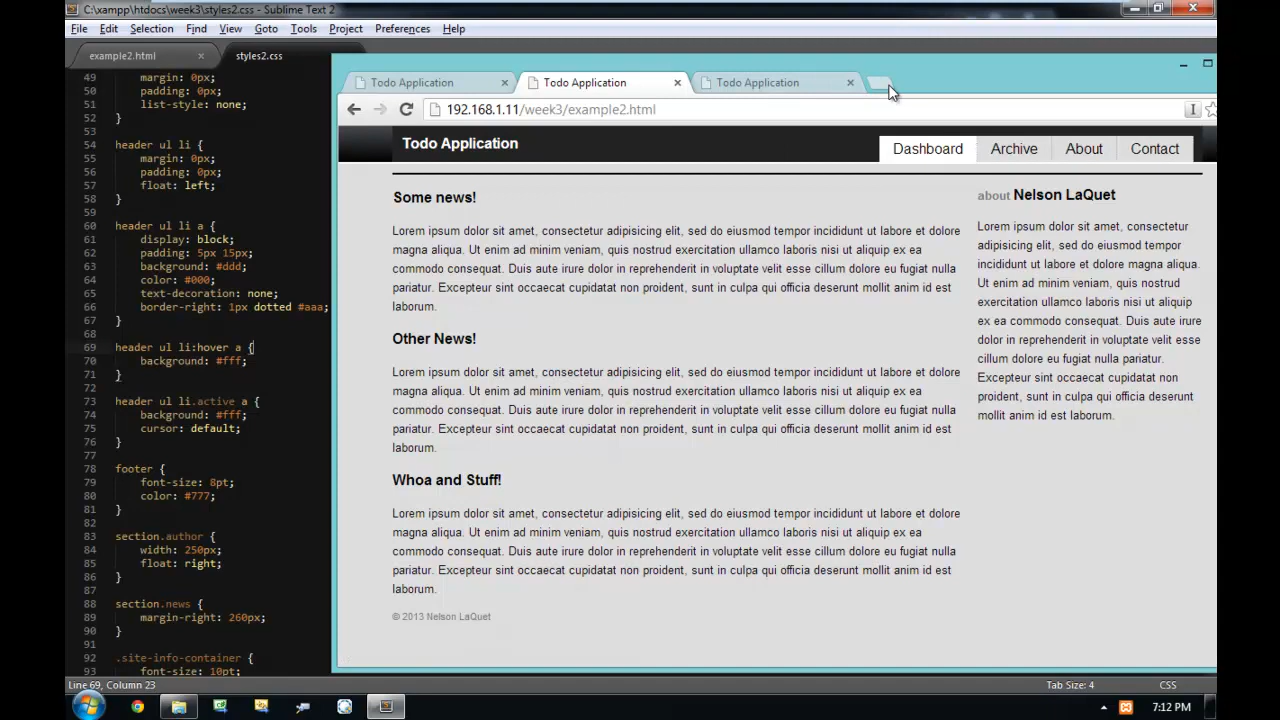 C:\xampp\htdocs\week3\styles2.css - Sublime Text 2
File Edit Selection Find View Goto Tools Project Preferences Help
example2.html
styles2.css
49 margin: 0px;
50 padding: 0px;
51 list-style: none;
52 }
53
54 header ul li {
55 margin: 0px;
56 padding: 0px;
57 float: left;
58 }
59
60 header ul li a {
61 display: block;
62 padding: 5px 15px;
63 background: #ddd;
64 color: #000;
65 text-decoration: none;
66 border-right: 1px dotted #aaa;
67 }
68
69 header ul li:hover a {
70 background: #fff;
71 }
72
73 header ul li.active a {
74 background: #fff;
75 cursor: default;
76 }
77
78 footer {
79 font-size: 8pt;
80 color: #777;
81 }
82
83 section.author {
84 width: 250px;
85 float: right;
86 }
87
88 section.news {
89 margin-right: 260px;
90 }
91
92 .site-info-container {
93 font-size: 10pt;
Todo Application
Todo Application
Todo Application
192.168.1.11/week3/example2.html
Todo Application
Dashboard Archive About Contact
Some news!
Lorem ipsum dolor sit amet, consectetur adipisicing elit, sed do eiusmod tempor incididunt ut labore et dolore
magna aliqua. Ut enim ad minim veniam, quis nostrud exercitation ullamco laboris nisi ut aliquip ex ea
commodo consequat. Duis aute irure dolor in reprehenderit in voluptate velit esse cillum dolore eu fugiat nulla
pariatur. Excepteur sint occaecat cupidatat non proident, sunt in culpa qui officia deserunt mollit anim id est
laborum.
Other News!
Lorem ipsum dolor sit amet, consectetur adipisicing elit, sed do eiusmod tempor incididunt ut labore et dolore
magna aliqua. Ut enim ad minim veniam, quis nostrud exercitation ullamco laboris nisi ut aliquip ex ea
commodo consequat. Duis aute irure dolor in reprehenderit in voluptate velit esse cillum dolore eu fugiat nulla
pariatur. Excepteur sint occaecat cupidatat non proident, sunt in culpa qui officia deserunt mollit anim id est
laborum.
Whoa and Stuff!
Lorem ipsum dolor sit amet, consectetur adipisicing elit, sed do eiusmod tempor incididunt ut labore et dolore
magna aliqua. Ut enim ad minim veniam, quis nostrud exercitation ullamco laboris nisi ut aliquip ex ea
commodo consequat. Duis aute irure dolor in reprehenderit in voluptate velit esse cillum dolore eu fugiat nulla
pariatur. Excepteur sint occaecat cupidatat non proident, sunt in culpa qui officia deserunt mollit anim id est
laborum.
© 2013 Nelson LaQuet
about Nelson LaQuet
Lorem ipsum dolor sit amet, consectetur
adipisicing elit, sed do eiusmod tempor
incididunt ut labore et dolore magna aliqua.
Ut enim ad minim veniam, quis nostrud
exercitation ullamco laboris nisi ut aliquip
ex ea commodo consequat. Duis aute irure
dolor in reprehenderit in voluptate velit
esse cillum dolore eu fugiat nulla pariatur.
Excepteur sint occaecat cupidatat non
proident, sunt in culpa qui officia deserunt
mollit anim id est laborum.
Line 69, Column 23
Tab Size: 4
CSS
7:12 PM